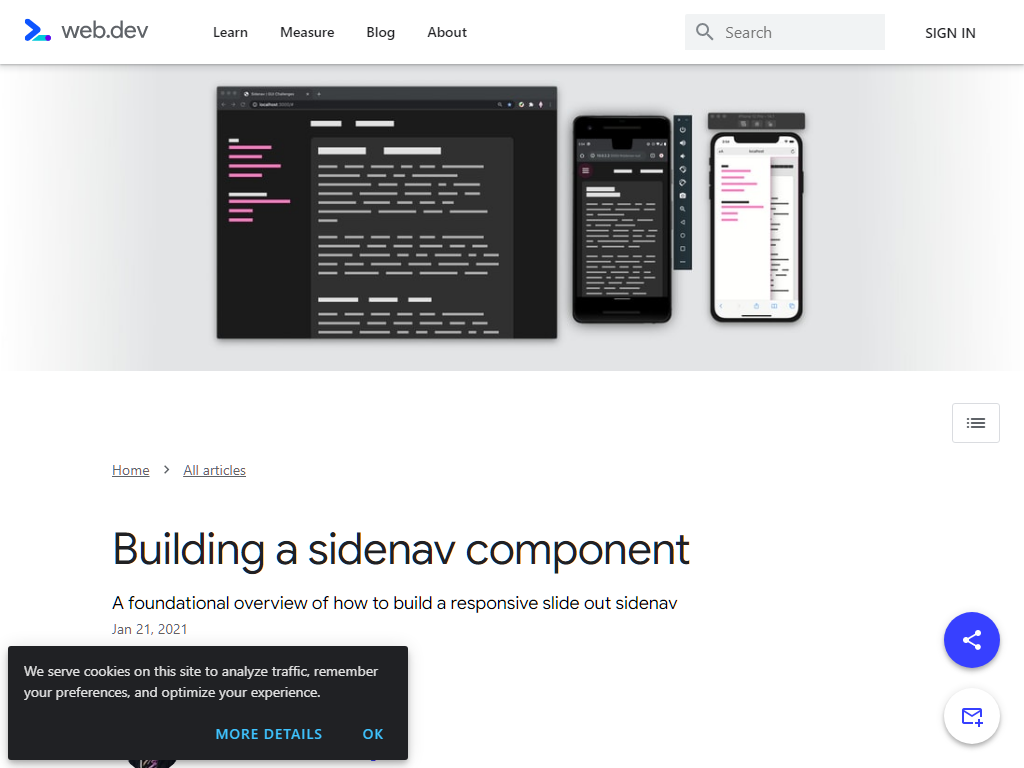 web.dev
Learn
Measure
Blog
About
Search
SIGN IN
Home
All articles
Building a sidenav component
A foundational overview of how to build a responsive slide out sidenav
Jan 21, 2021
We serve cookies on this site to analyze traffic, remember
your preferences, and optimize your experience.
MORE DETAILS
OK